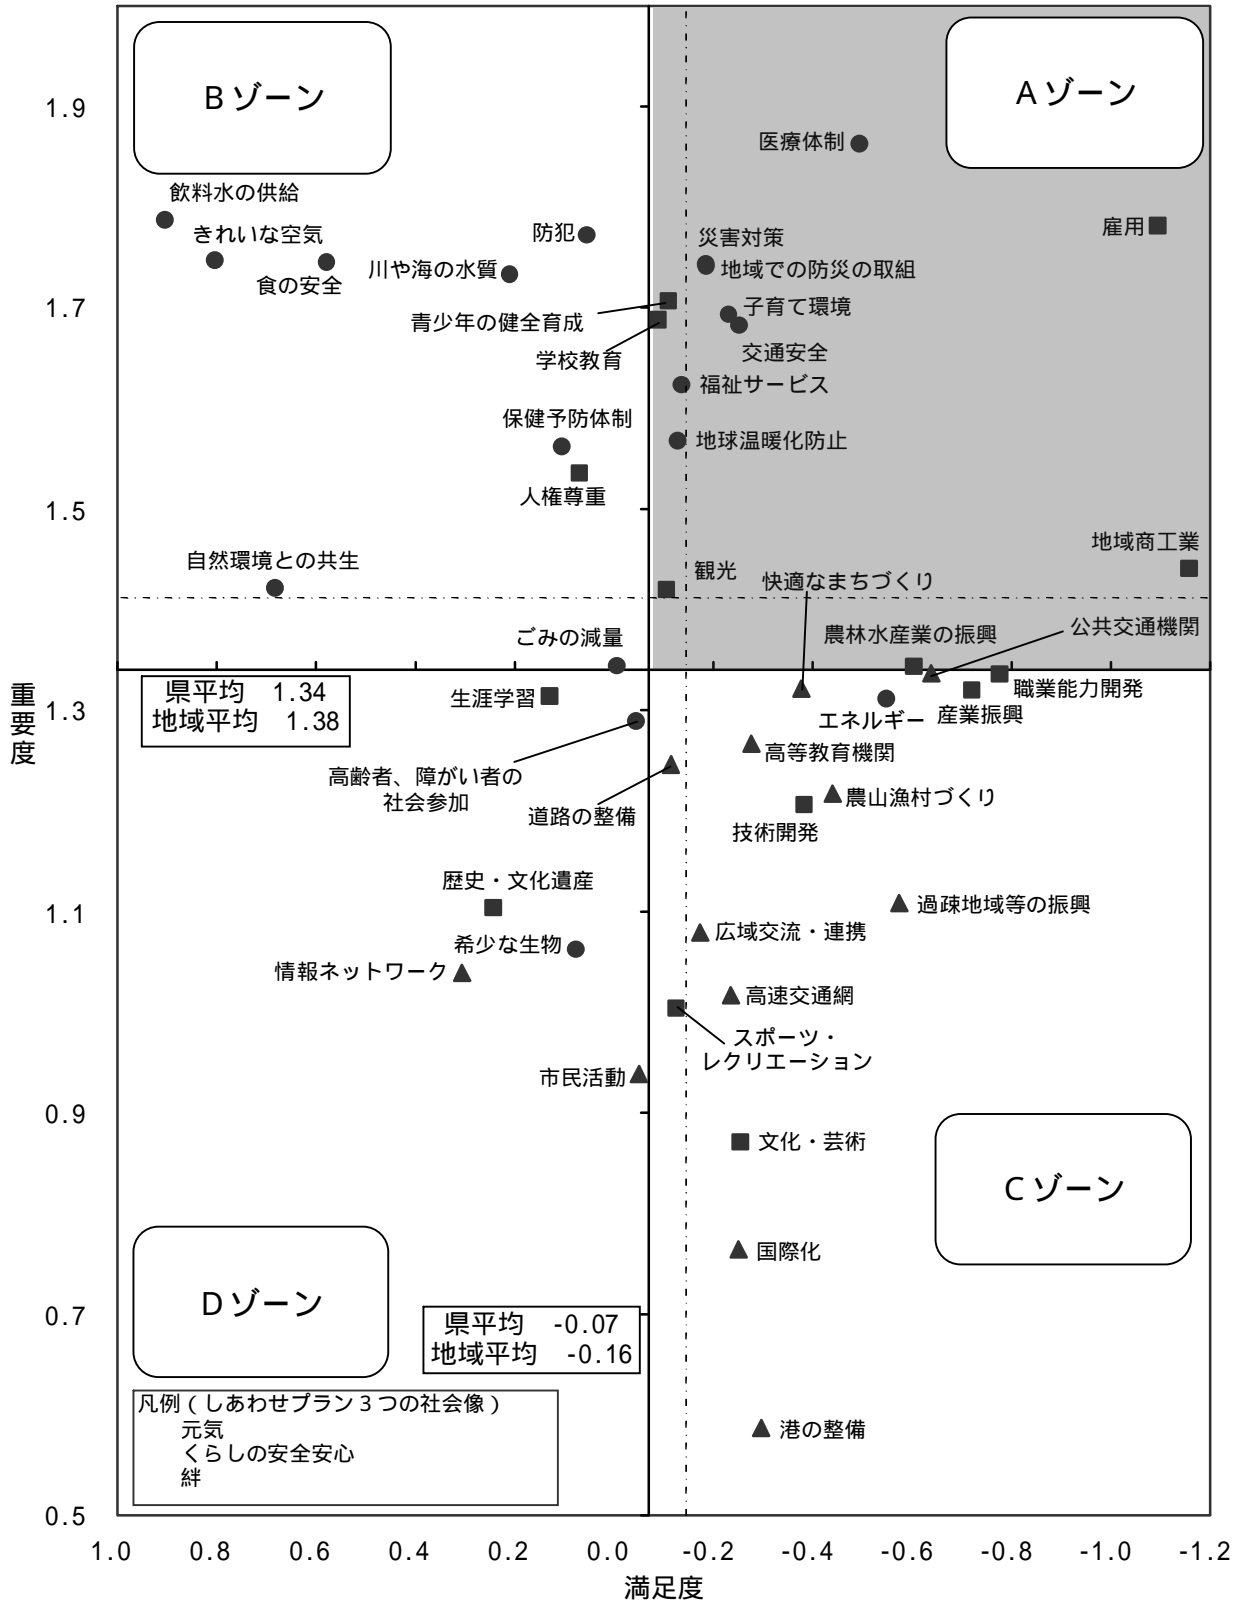 Bゾーン
Aゾーン
1.9
医療体制
飲料水の供給
きれいな空気
防犯
災害対策
雇用
川や海の水質
地域での防災の取組
食の安全
1.7
子育て環境
青少年の健全育成
交通安全
学校教育
福祉サービス
保健予防体制
地球温暖化防止
人権尊重
1.5
地域商工業
自然環境との共生
観光
快適なまちづくり
ごみの減量
農林水産業の振興
公共交通機関
重要度
県平均 1.34
地域平均 1.38
1.3
生涯学習
職業能力開発
エネルギー
産業振興
高齢者、障がい者の
社会参加
高等教育機関
道路の整備
農山漁村づくり
技術開発
歴史・文化遺産
1.1
過疎地域等の振興
希少な生物
広域交流・連携
情報ネットワーク
高速交通網
スポーツ・
レクリエーション
市民活動
0.9
文化・芸術
Cゾーン
国際化
Dゾーン
0.7
県平均 -0.07
地域平均 -0.16
凡例(しあわせプラン3つの社会像)
元気
くらしの安全安心
絆
港の整備
0.5
1.0 0.8 0.6 0.4 0.2 0.0 -0.2 -0.4 -0.6 -0.8 -1.0 -1.2
満足度